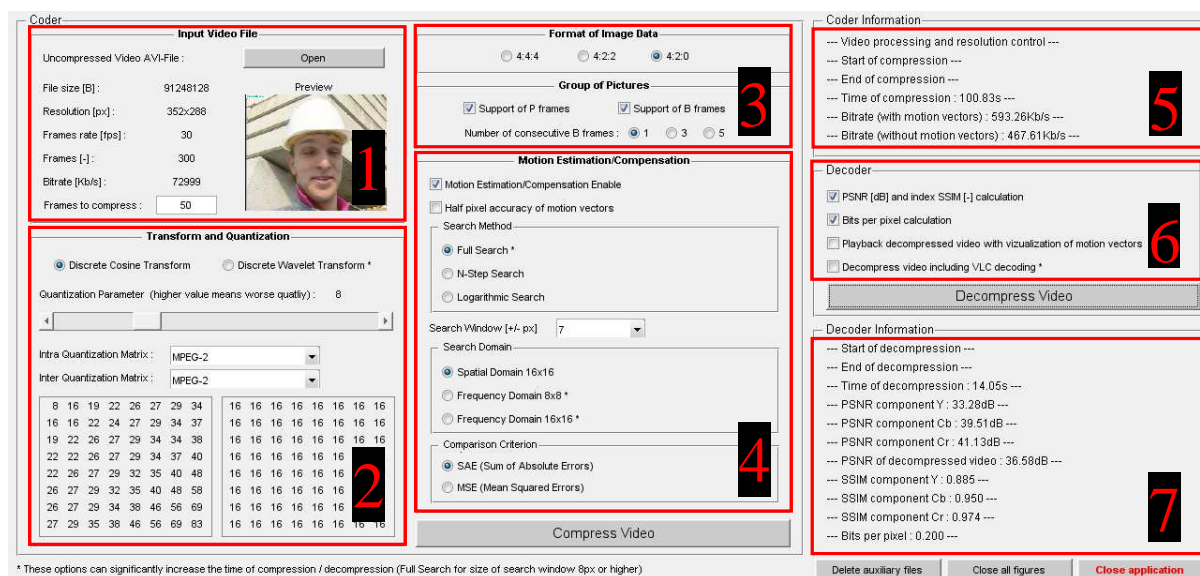 Coder
Input Video File
Uncompressed Video AVI-File :
Open
File size [B] : 91248128
Preview
Resolution [px] : 352x288
Frames rate [fps] : 30
Frames [-] : 300
Bitrate [Kb/s] : 72999
Frames to compress : 50
1
Transform and Quantization
Discrete Cosine Transform
Discrete Wavelet Transform *
Quantization Parameter (higher value means worse quatliy) : 8
Intra Quantization Matrix : MPEG-2
Inter Quantization Matrix : MPEG-2
8 16 19 22 26 27 29 34
16 16 22 24 27 29 34 37
19 22 26 27 29 34 34 38
22 22 26 27 29 34 37 40
22 26 27 29 32 35 40 48
26 27 29 32 35 40 48 58
26 27 29 34 38 46 56 69
27 29 35 38 46 56 69 83
16 16 16 16 16 16 16 16
16 16 16 16 16 16 16 16
16 16 16 16 16 16 16 16
16 16 16 16 16 16 16
16 16 16 16 16 16 16
16 16 16 16 16 16 16
16 16 16 16 16 16 16
16 16 16 16 16 16 16 16
2
Format of Image Data
4:4:4
4:2:2
4:2:0
Group of Pictures
Support of P frames
Support of B frames
Number of consecutive B frames : 1 3 5
3
Motion Estimation/Compensation
Motion Estimation/Compensation Enable
Half pixel accuracy of motion vectors
Search Method
Full Search *
N-Step Search
Logarithmic Search
Search Window [+/- px] 7
Search Domain
Spatial Domain 16x16
Frequency Domain 8x8 *
Frequency Domain 16x16 *
Comparison Criterion
SAE (Sum of Absolute Errors)
MSE (Mean Squared Errors)
4
Compress Video
Coder Information
--- Video processing and resolution control ---
--- Start of compression ---
--- End of compression ---
--- Time of compression : 100.83s ---
--- Bitrate (with motion vectors) : 593.26Kb/s ---
--- Bitrate (without motion vectors) : 467.61Kb/s ---
5
Decoder
PSNR [dB] and index SSIM [-] calculation
Bits per pixel calculation
Playback decompressed video with vizualization of motion vectors
Decompress video including VLC decoding *
6
Decompress Video
Decoder Information
--- Start of decompression ---
--- End of decompression ---
--- Time of decompression : 14.05s ---
--- PSNR component Y : 33.28dB ---
--- PSNR component Cb : 39.51dB ---
--- PSNR component Cr : 41.13dB ---
--- PSNR of decompressed video : 36.58dB ---
--- SSIM component Y : 0.885 ---
--- SSIM component Cb : 0.950 ---
--- SSIM component Cr : 0.974 ---
--- Bits per pixel : 0.200 ---
7
* These options can significantly increase the time of compression / decompression (Full Search for size of search window 8px or higher)
Delete auxiliary files
Close all figures
Close application